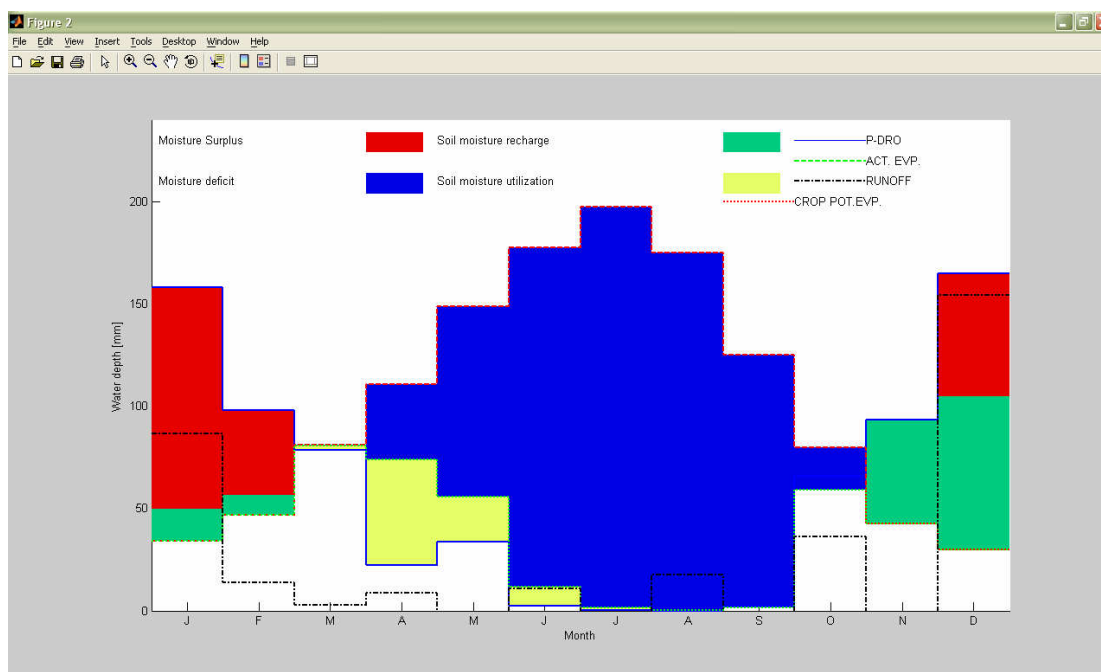 Figure 2
File Edit View Insert Tools Desktop Window Help
Moisture Surplus Soil moisture recharge P-DRO
ACT. EVP.
Moisture deficit Soil moisture utilization RUNOFF
200 CROP POT.EVP.
150
Water depth [mm]
100
50
0
J F M A M J J A S O N D
Month